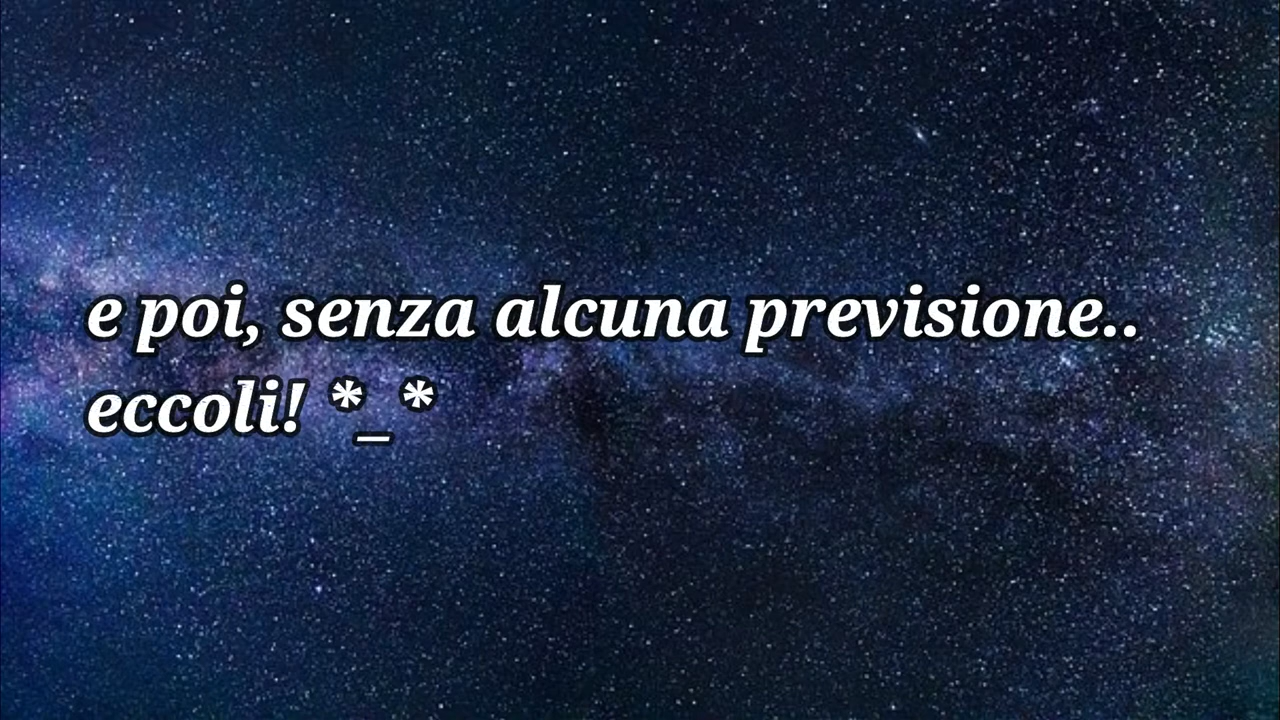 e poi, senza alcuna previsione..
eccoli! *_*